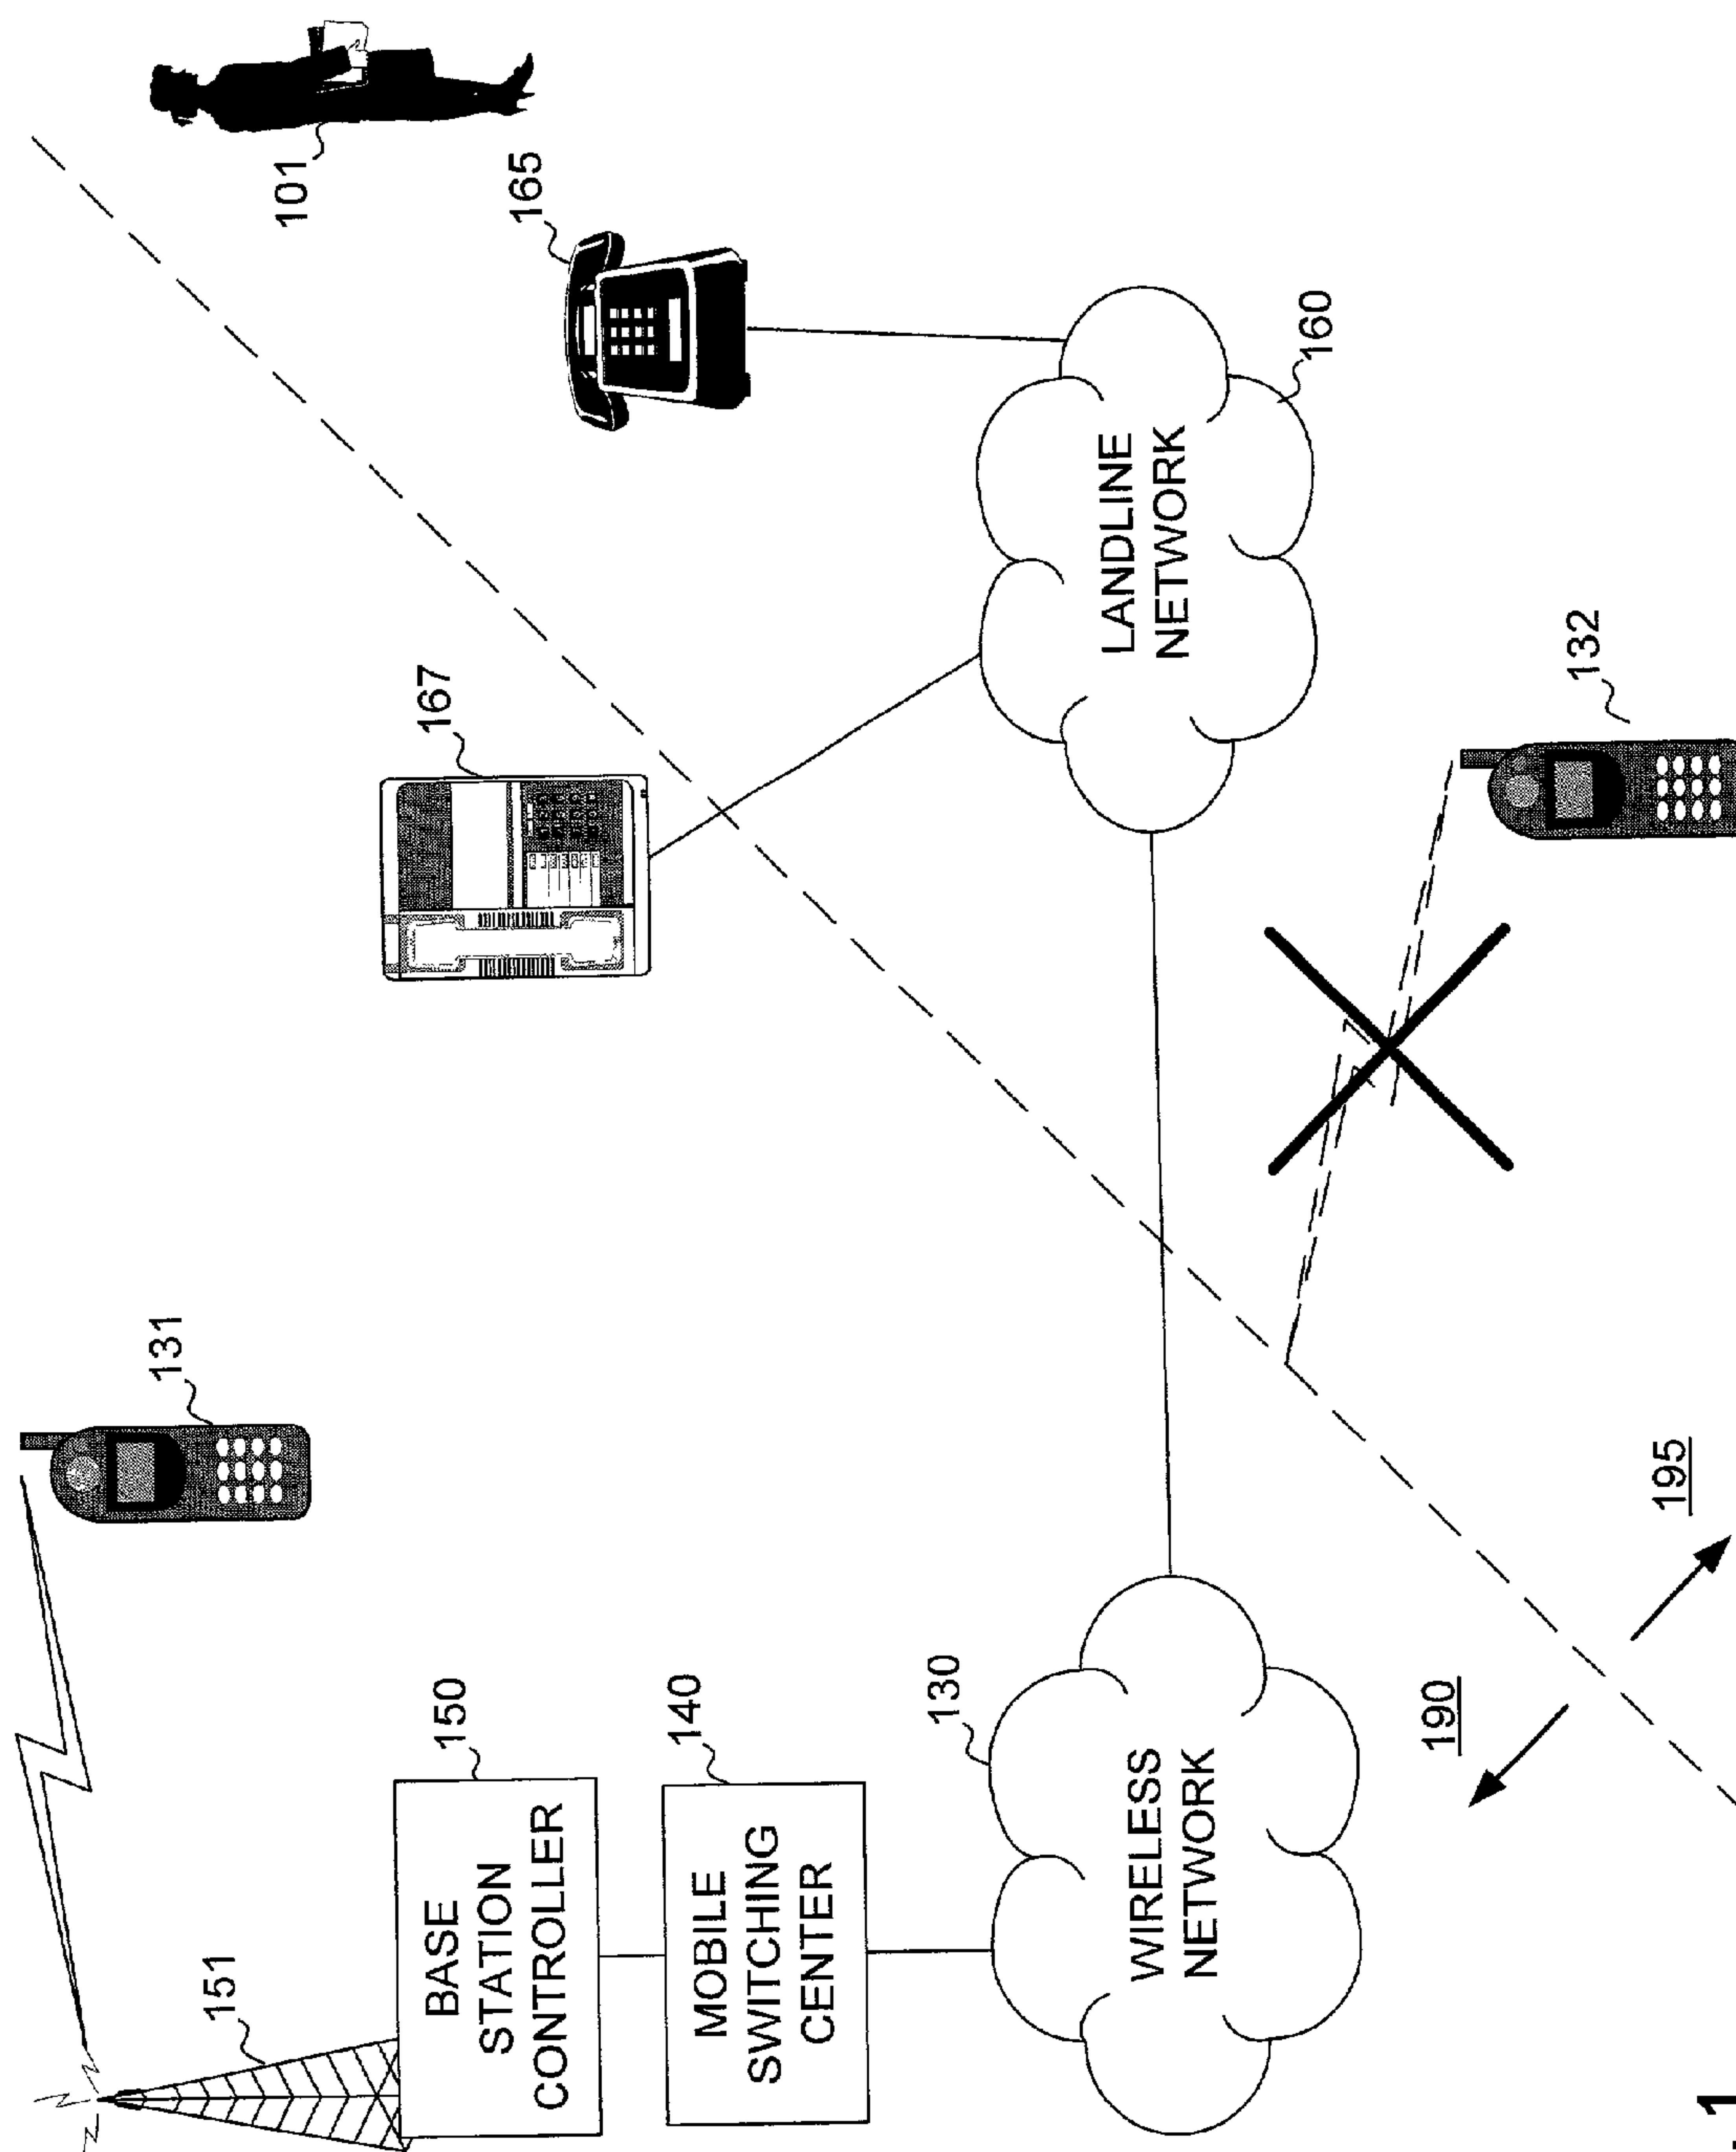 131
151
BASE
STATION
CONTROLLER
150
MOBILE
SWITCHING
CENTER
140
WIRELESS
NETWORK
130
190
195
167
101
165
LANDLINE
NETWORK
160
132
1